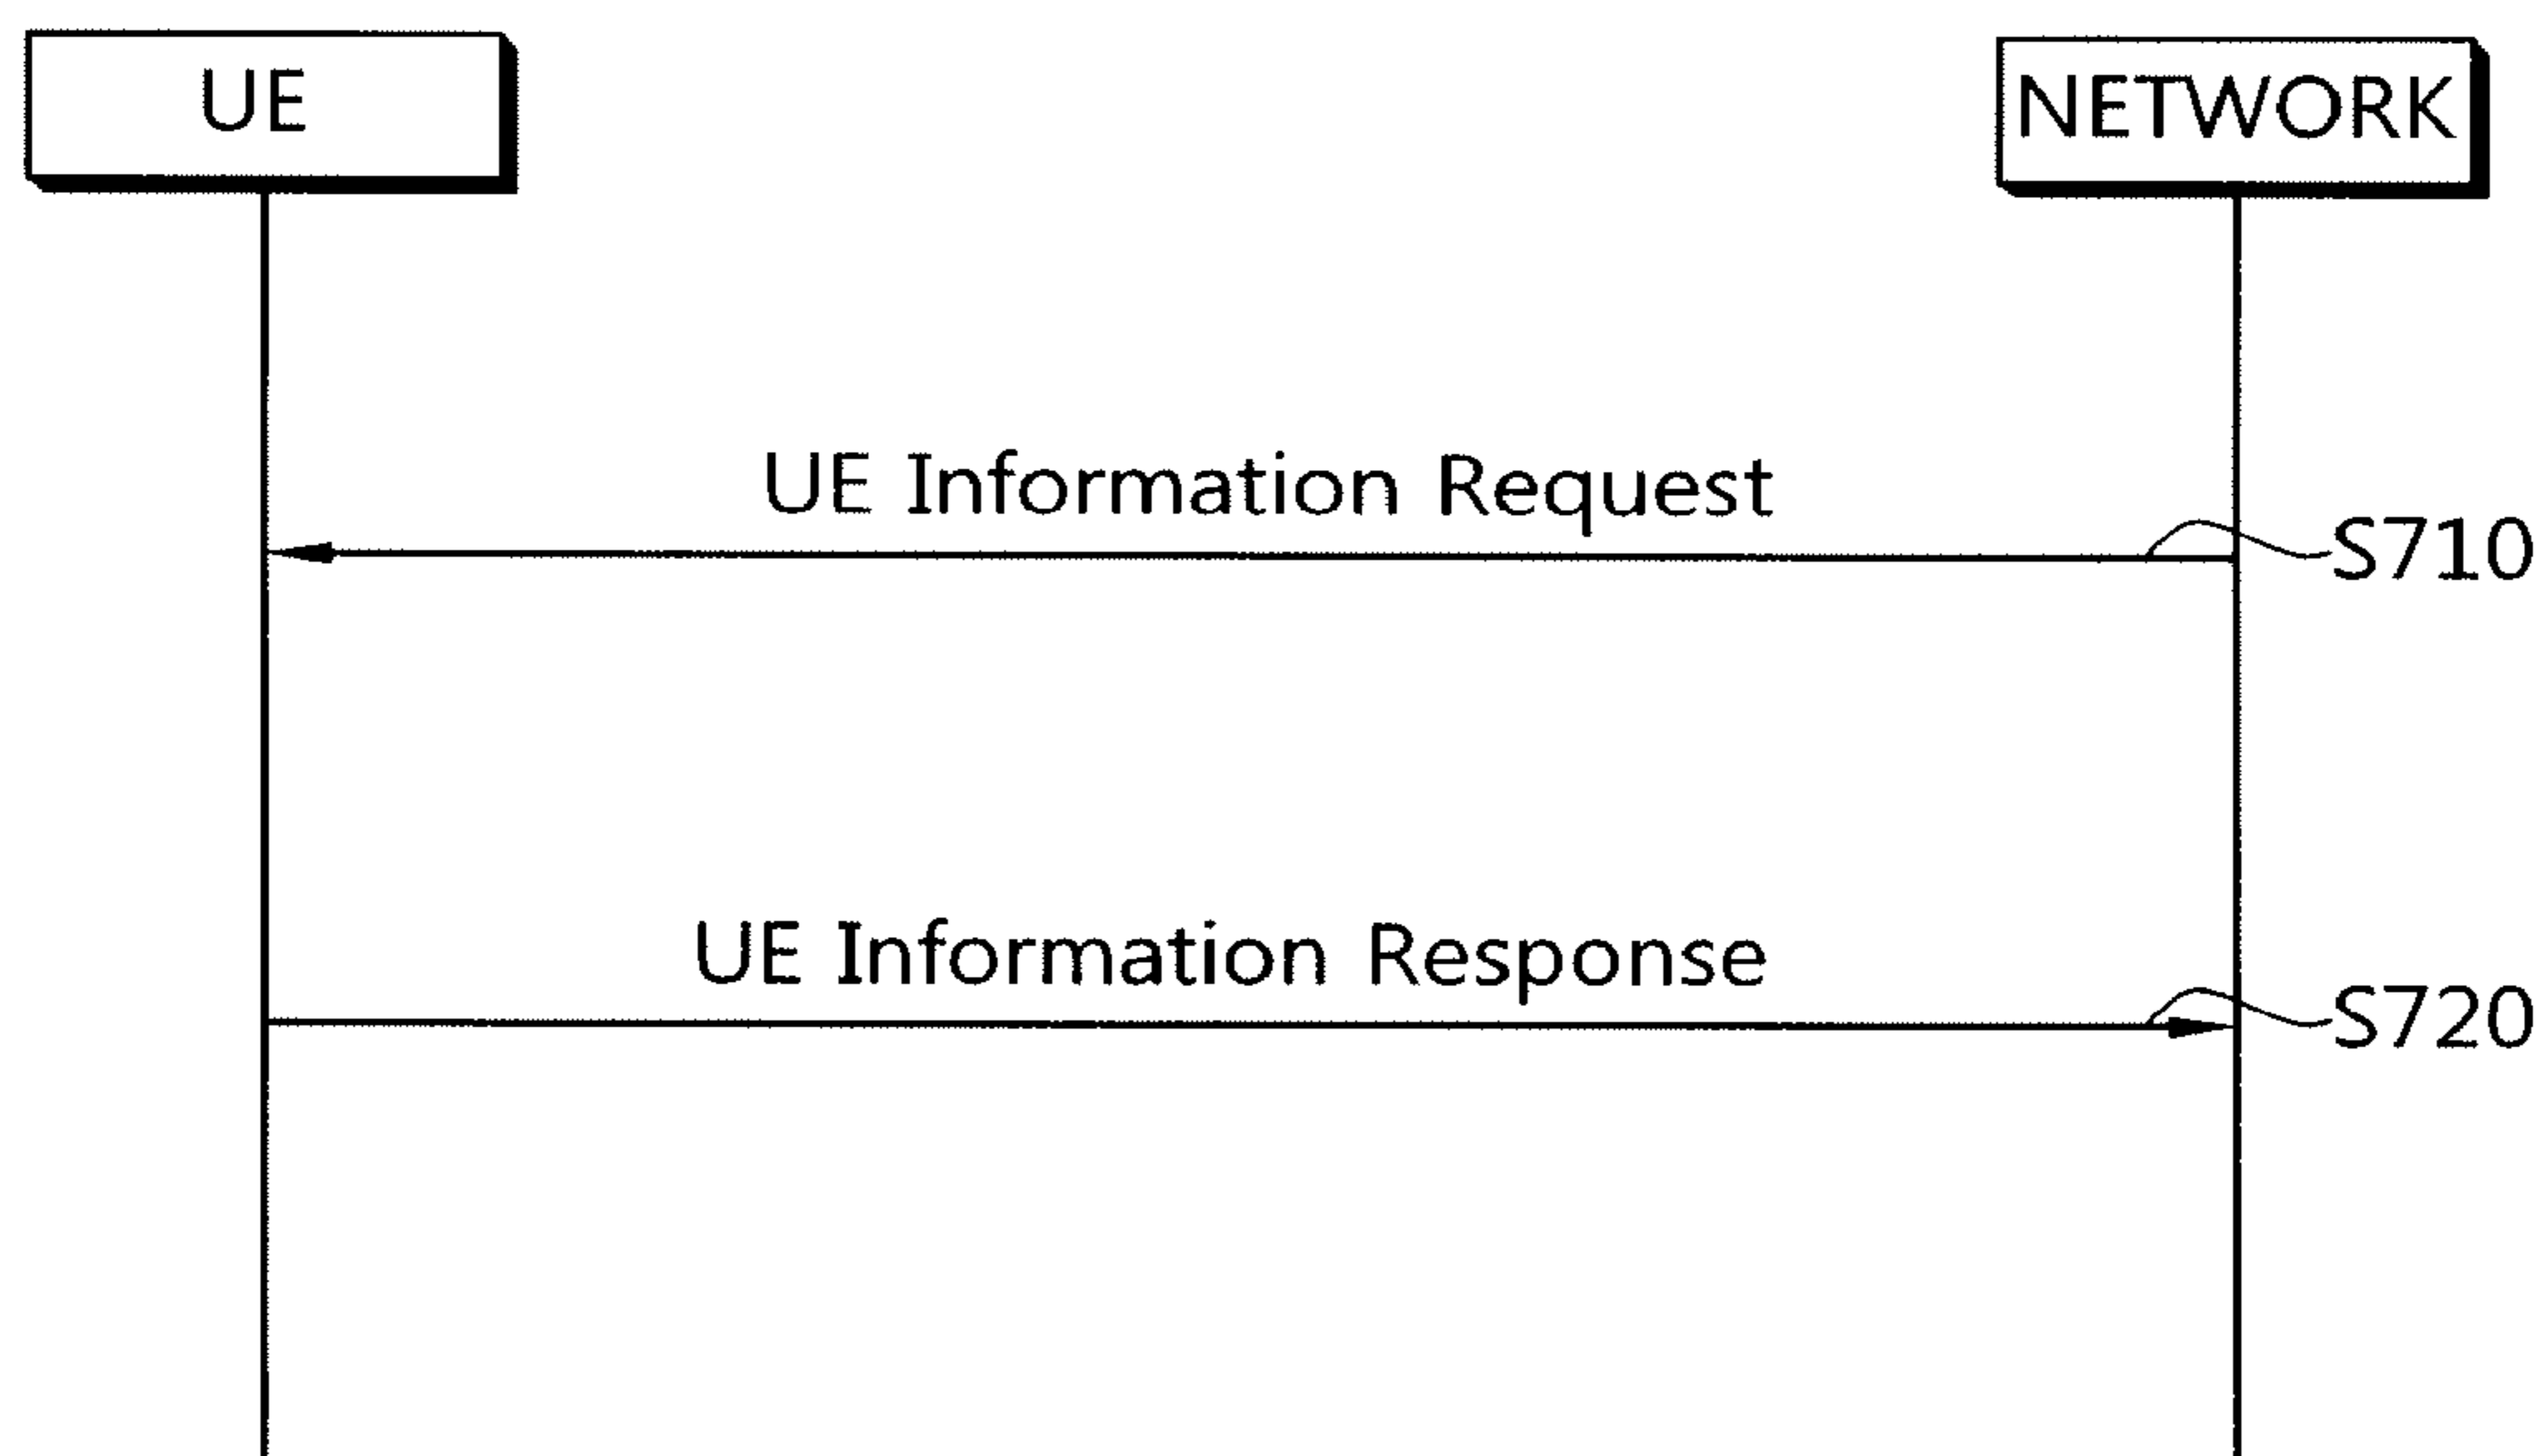 UE
NETWORK
UE Information Request
S710
UE Information Response
S720